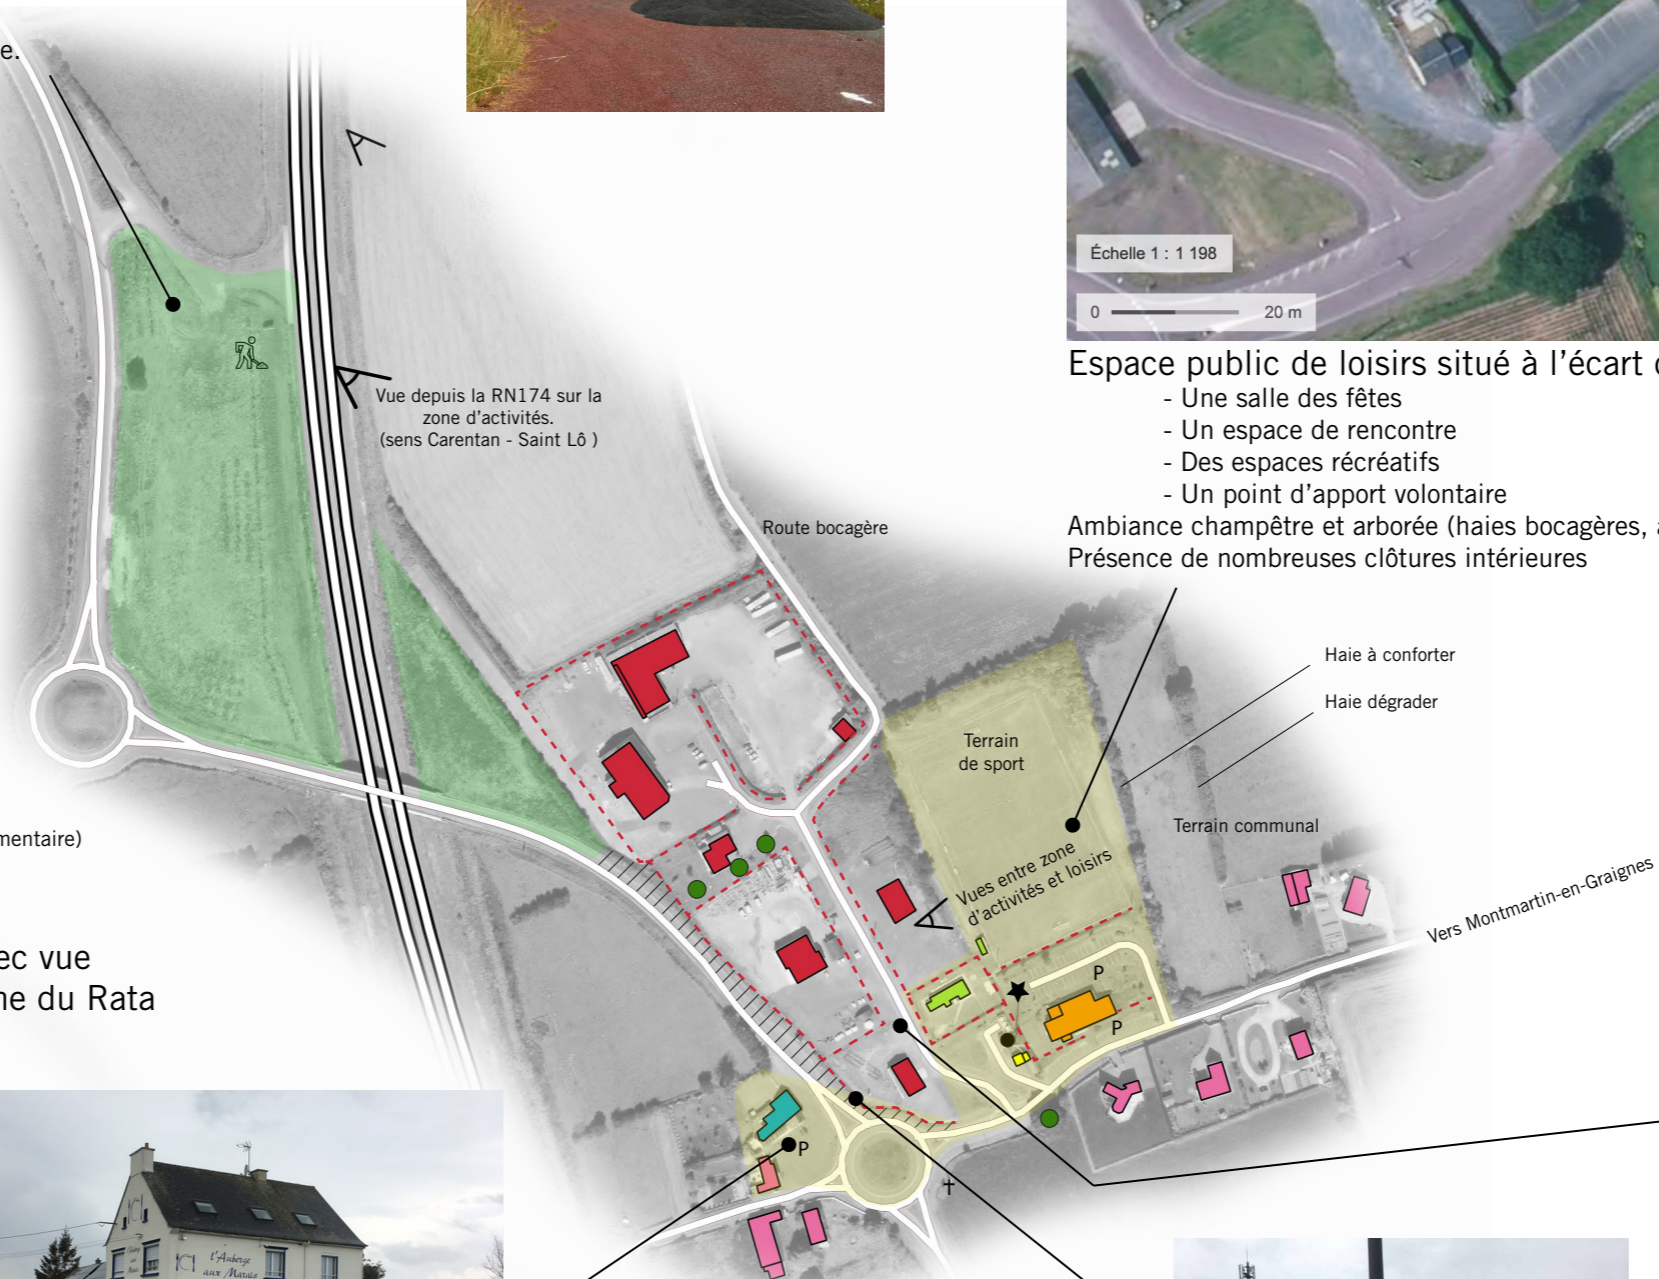 e.
Échelle 1 : 1 198
0 20 m
Espace public de loisirs situé à l'écart
- Une salle des fêtes
- Un espace de rencontre
- Des espaces récréatifs
- Un point d'apport volontaire
Ambiance champêtre et arborée (haies bocagères,
Présence de nombreuses clôtures intérieures
Vue depuis la RN174 sur la
zone d'activités.
(sens Carentan - Saint Lô )
Route bocagère
Haie à conforter
Haie dégrader
Terrain
de sport
Terrain communal
Vues entre zone
d'activités et loisirs
Vers Montmartin-en-Graignes
mentaire)
ec vue
ne du Rata
P
P
P
l'Auberge
aux Marais